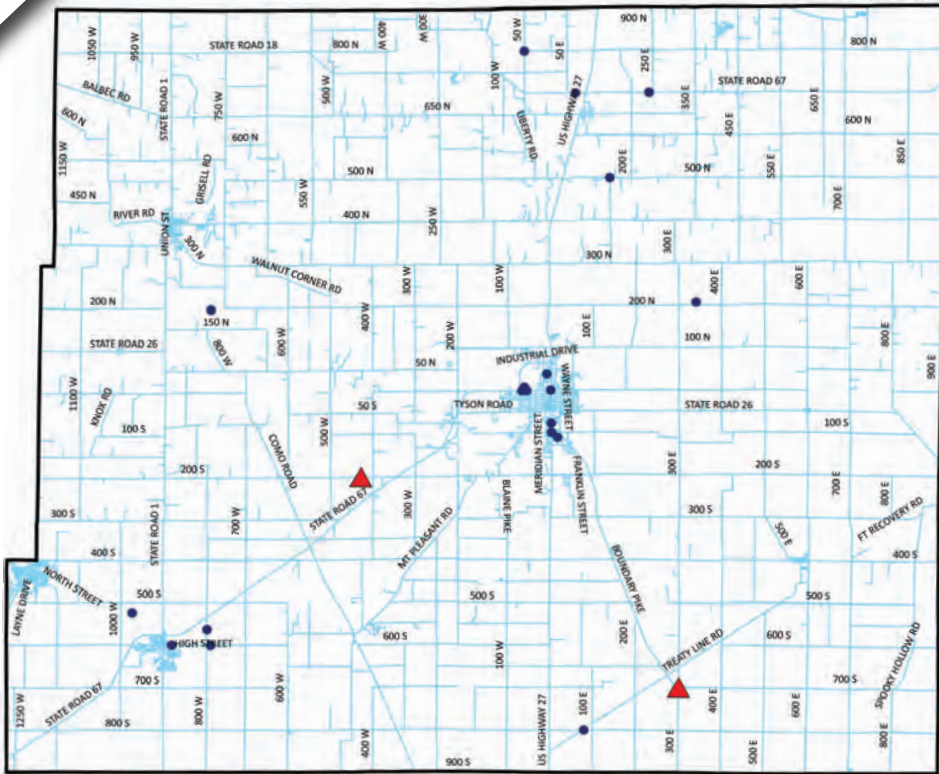 900 N
50 W
400 W
300 W
1050 W
950 W
STATE ROAD 18
800 N
50 E
250 E
800 N
100 W
500 W
STATE ROAD 67
BALBEC RD
STATE ROAD 1
750 W
650 N
LIBERTY RD
US HIGHWAY 27
350 E
650 E
600 N
600 N
450 E
600 N
1150 W
GRISELL RD
500 N
200 E
500 N
550 E
850 E
550 W
450 N
700 E
RIVER RD
400 N
250 W
UNION ST
300 N
300 E
300 N
WALNUT CORNER RD
300 W
100 W
400 E
600 E
200 N
400 W
200 N
150 N
100 E
100 N
800 E
STATE ROAD 26
800 W
600 W
200 W
INDUSTRIAL DRIVE
50 N
900 E
1100 W
KNOX RD
50 S
TYSON ROAD
WAYNE STREET
STATE ROAD 26
100 S
500 W
100 S
COMO ROAD
MERIDIAN STREET
200 S
300 E
200 S
FRANKLIN STREET
700 E
800 E
STATE ROAD 67
300 W
BLAINE PIKE
300 S
STATE ROAD 1
700 W
MT PLEASANT RD
300 S
500 E
FT RECOVERY RD
400 S
BOUNDARY PIKE
400 S
NORTH STREET
LAYNE DRIVE
1000 W
500 S
500 S
500 S
HIGH STREET
600 S
200 E
TREATY LINE RD
600 S
SPOOKY HOLLOW RD
100 W
700 S
700 S
1250 W
STATE ROAD 67
800 W
600 W
US HIGHWAY 27
100 E
400 E
600 E
800 S
400 W
300 E
500 E
800 E
900 S